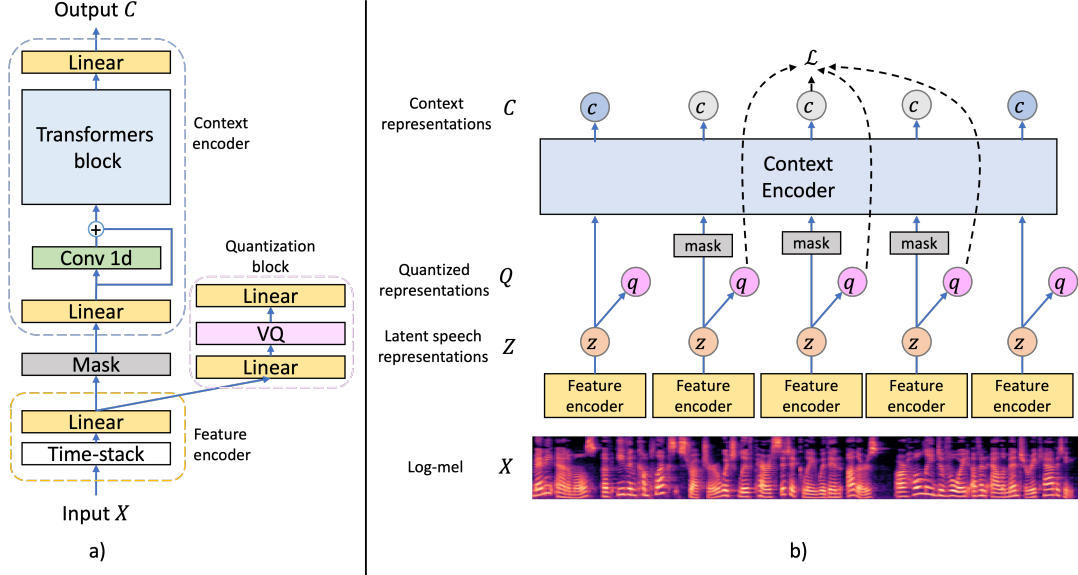 Output C
Linear
Transformers
block
Context
encoder
+
Conv 1d
Linear
Quantization
block
Linear
VQ
Linear
Mask
Linear
Time-stack
Feature
encoder
Input X
a)
ℒ
Context
representations
C
c c c c c
Context
Encoder
mask mask mask
Quantized
representations
Q
q q q q q
Latent speech
representations
Z
z z z z z
Feature
encoder
Feature
encoder
Feature
encoder
Feature
encoder
Feature
encoder
Log-mel
X
b)